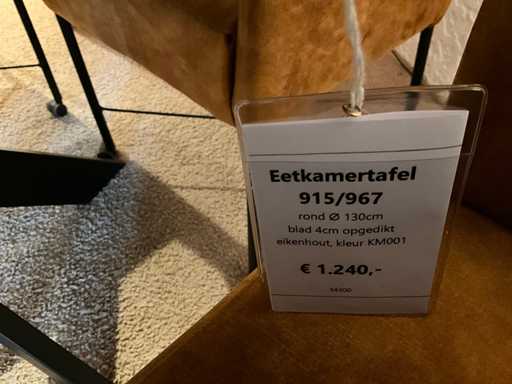 Eetkamertafel
915/967
rond Ø 130cm
blad 4cm opgedikt
eikenhout, kleur KM001
€ 1.240,-